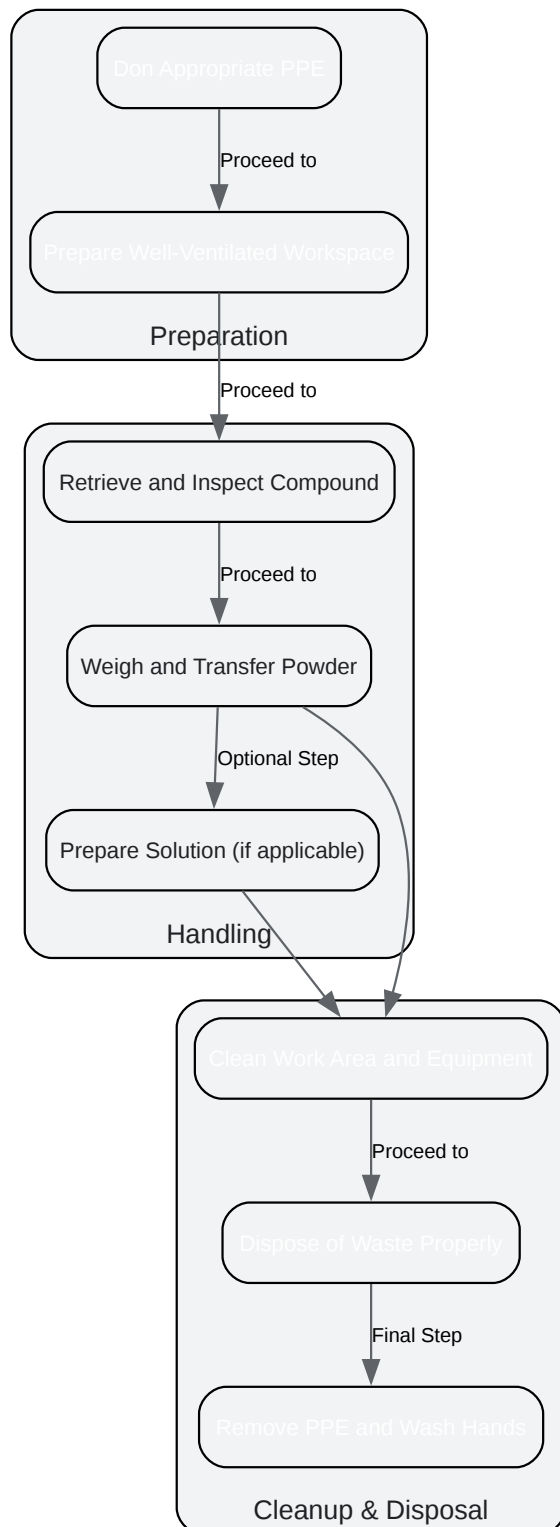 Don Appropriate PPE
Proceed to
Prepare Well-Ventilated Workspace
Preparation
Proceed to
Retrieve and Inspect Compound
Proceed to
Weigh and Transfer Powder
Optional Step
Prepare Solution (if applicable)
Handling
Clean Work Area and Equipment
Proceed to
Dispose of Waste Properly
Final Step
Remove PPE and Wash Hands
Cleanup & Disposal